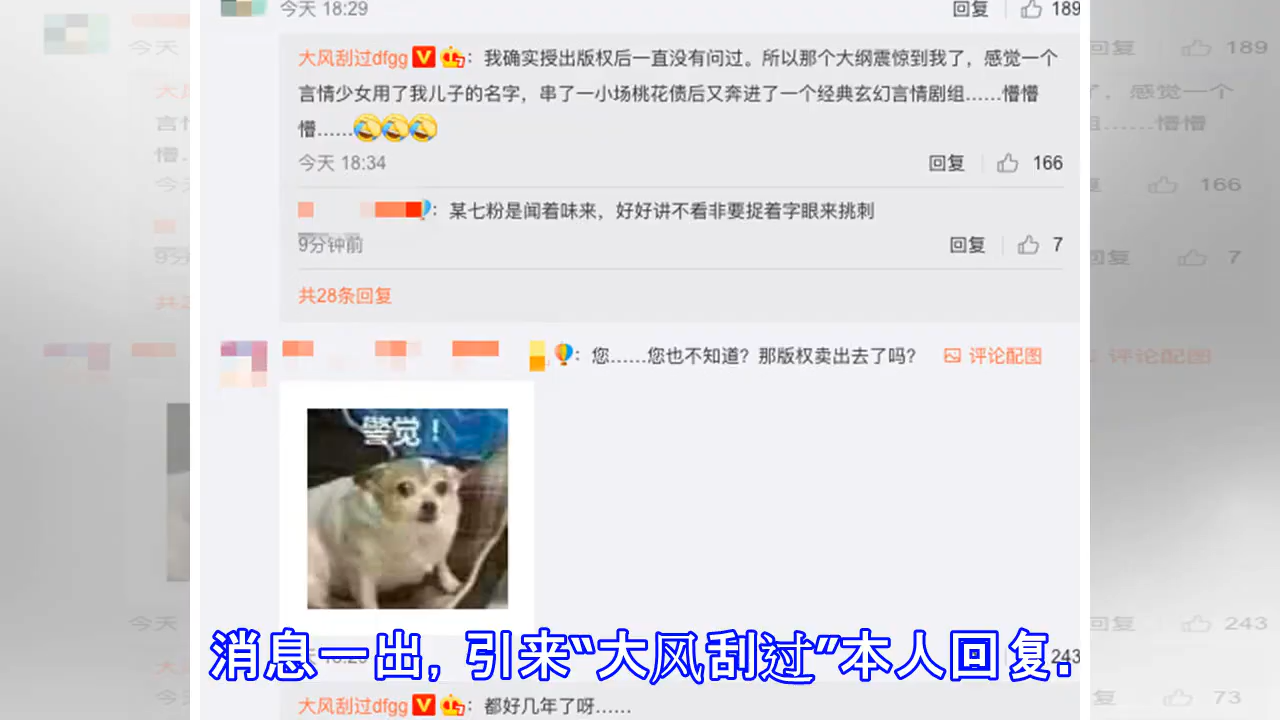 今天 18:29 回复 189
大风刮过dfgg：我确实授出版权后一直没有问过。所以那个大纲震惊到我了，感觉一个
言情少女用了我儿子的名字，串了一小场桃花债后又奔进了一个经典玄幻言情剧组……懵懵
懵……
今天 18:34 回复 166
：某七粉是闻着味来，好好讲不看非要捉着字眼来挑刺
9分钟前 回复 7
共28条回复
：您……您也不知道？那版权卖出去了吗？ 评论配图
警觉！
243
消息一出，引来“大风刮过”本人回复.
大风刮过dfgg：都好几年了呀……